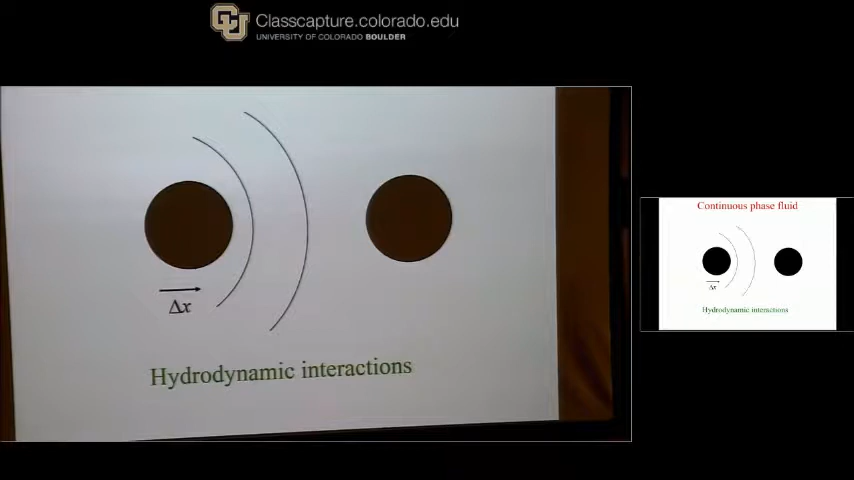 CU
Classcapture.colorado.edu
UNIVERSITY OF COLORADO BOULDER
Δx
Hydrodynamic interactions
Continuous phase fluid
Δx
Hydrodynamic interactions